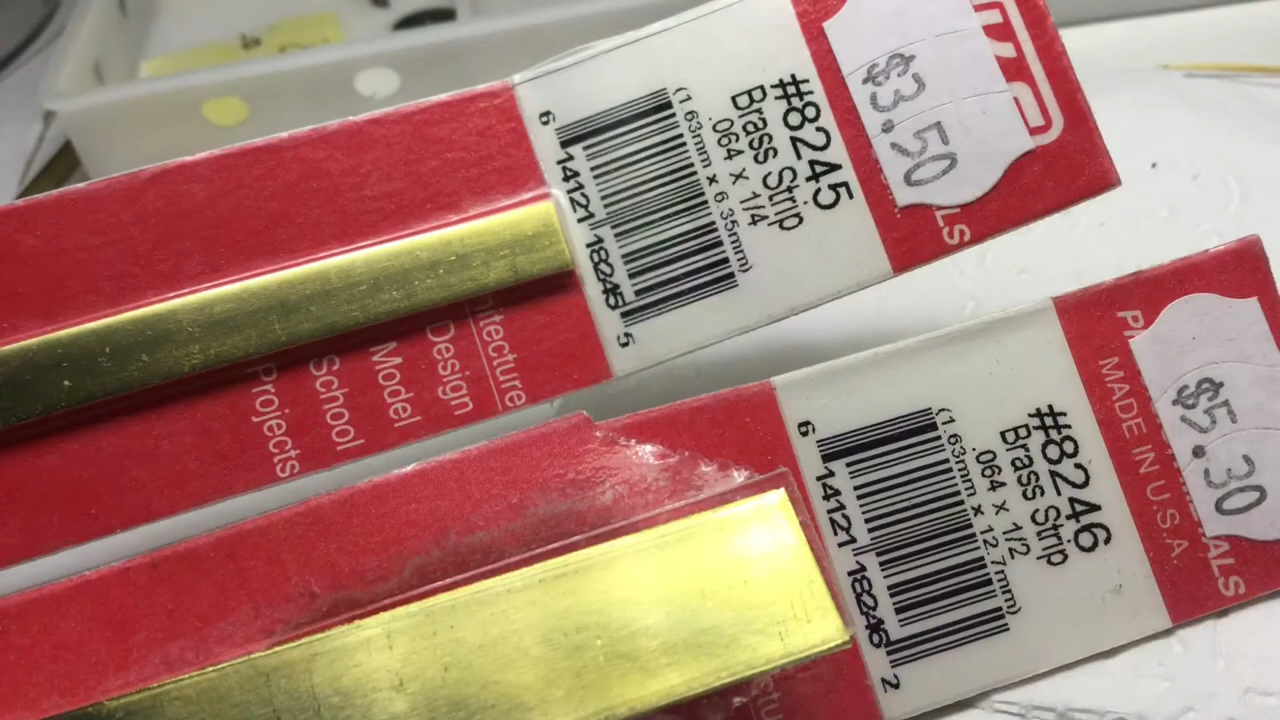 $3.50
LS
#8245
Brass Strip
.064 x 1/4
(1.63mm x 6.35mm)
6 14121 18245 5
itecture
Design
Model
School
Projects
$5.30
ALS
MADE IN U.S.A
#8246
Brass Strip
.064 x 1/2
(1.63mm x 12.7mm)
6 14121 18246 2
ctu